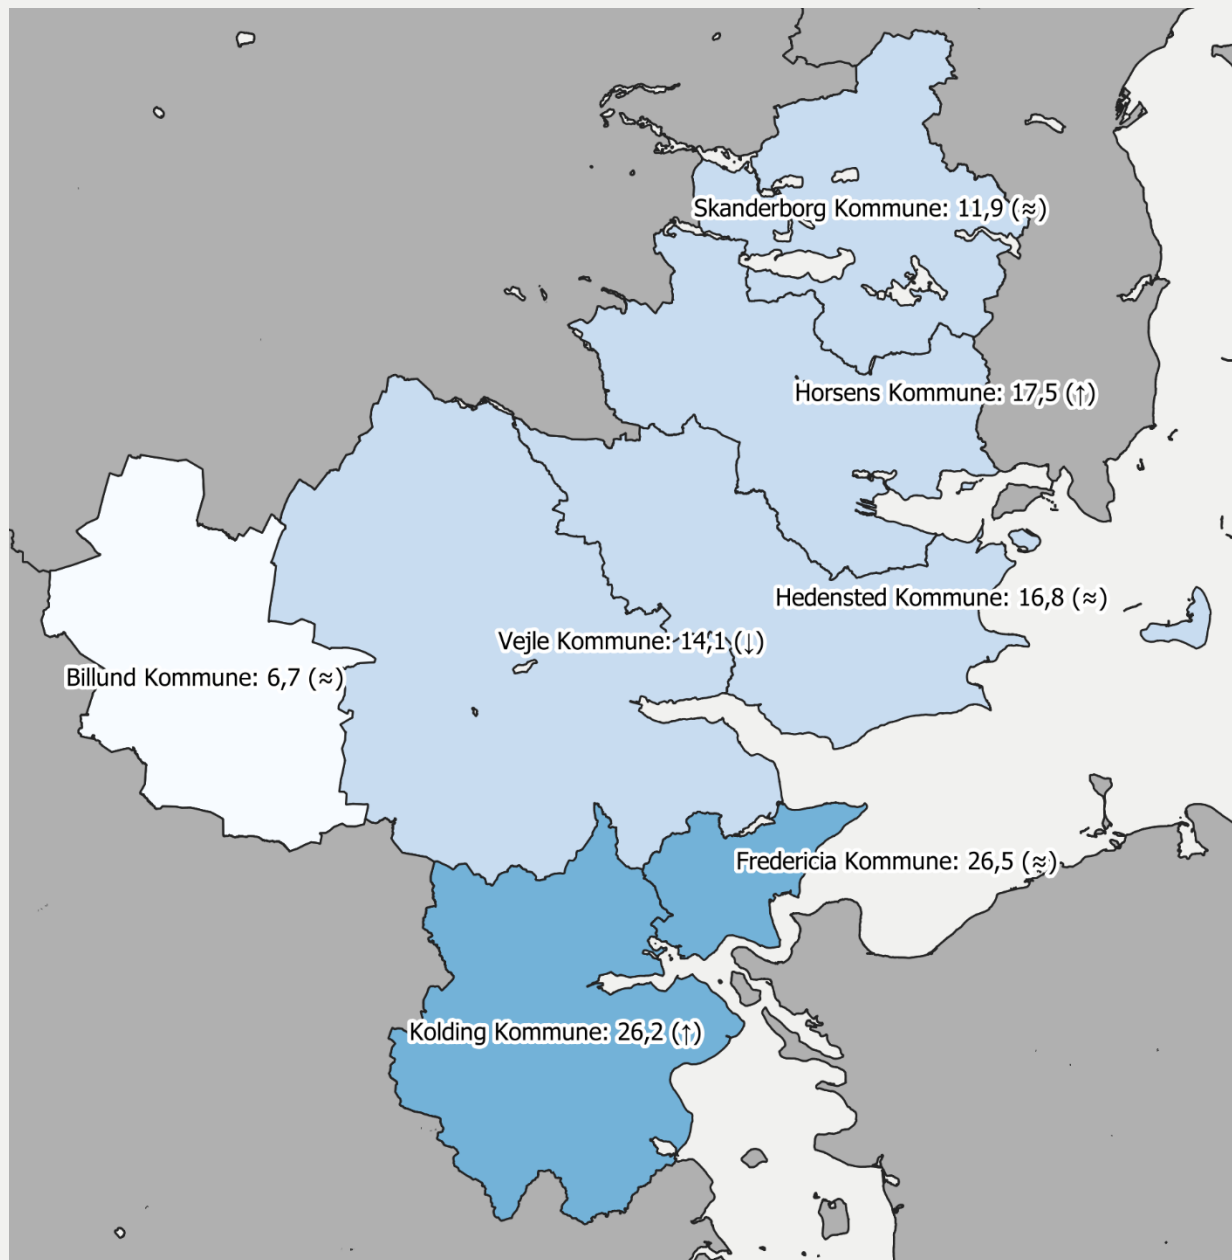 Skanderborg Kommune: 11,9 (≈)
Horsens Kommune: 17,5 (↑)
Hedensted Kommune: 16,8 (≈)
Vejle Kommune: 14,1 (↓)
Billund Kommune: 6,7 (≈)
Fredericia Kommune: 26,5 (≈)
Kolding Kommune: 26,2 (↑)